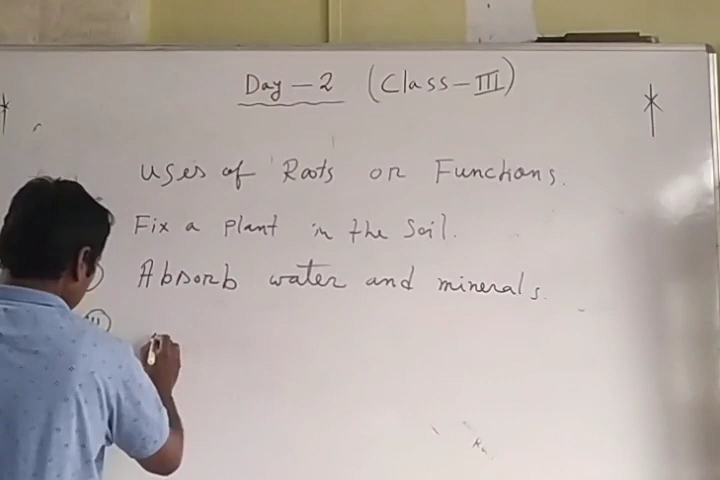 Day - 2 (Class - III)
Uses of Roots or Functions.
Fix a plant in the Soil.
Absorb water and minerals.